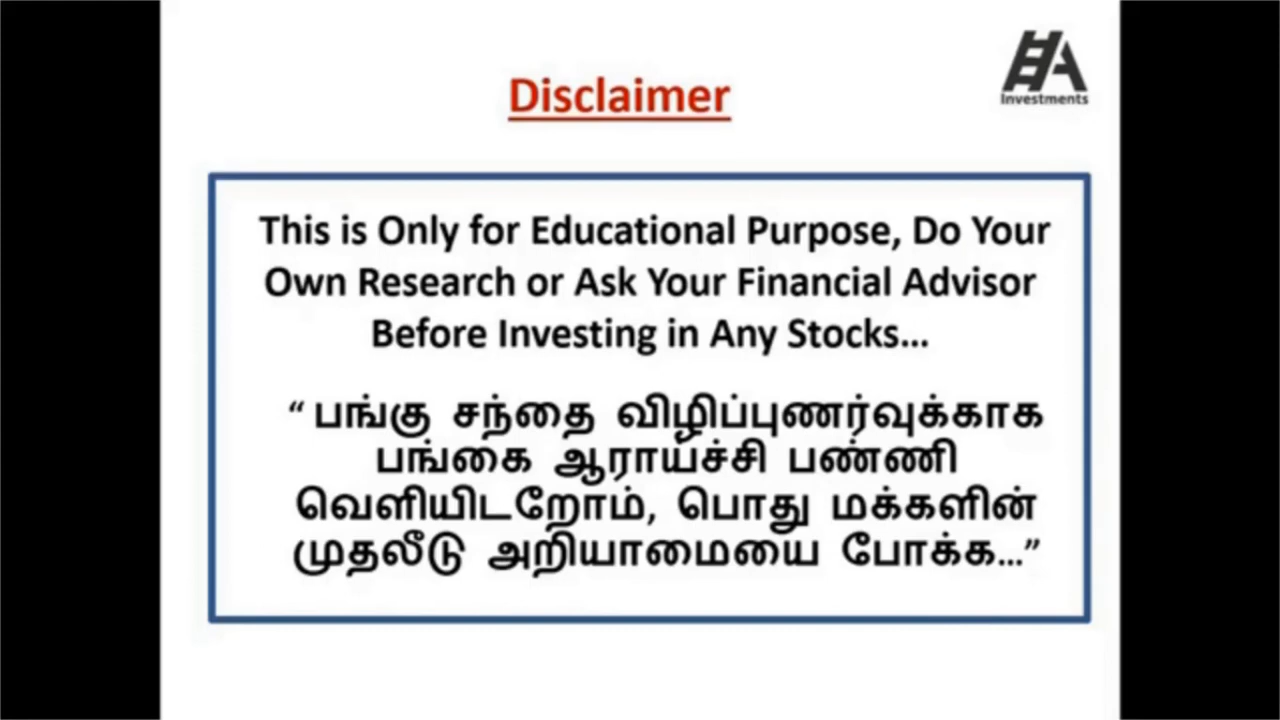 Disclaimer
Investments
This is Only for Educational Purpose, Do Your
Own Research or Ask Your Financial Advisor
Before Investing in Any Stocks...
“ பங்கு சந்தை விழிப்புணர்வுக்காக
பங்கை ஆராய்ச்சி பண்ணி
வெளியிடறோம், பொது மக்களின்
முதலீடு அறியாமையை போக்க...”